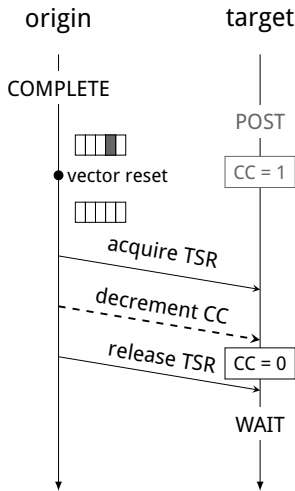 origin
target
COMPLETE
POST
CC = 1
vector reset
acquire TSR
decrement CC
release TSR
CC = 0
WAIT